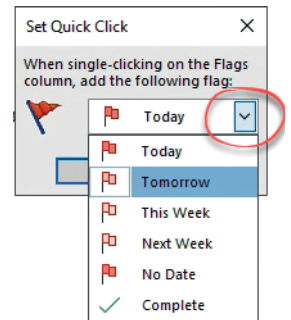 Set Quick Click
When single-clicking on the Flags
column, add the following flag:
Today
Today
Tomorrow
This Week
Next Week
No Date
Complete